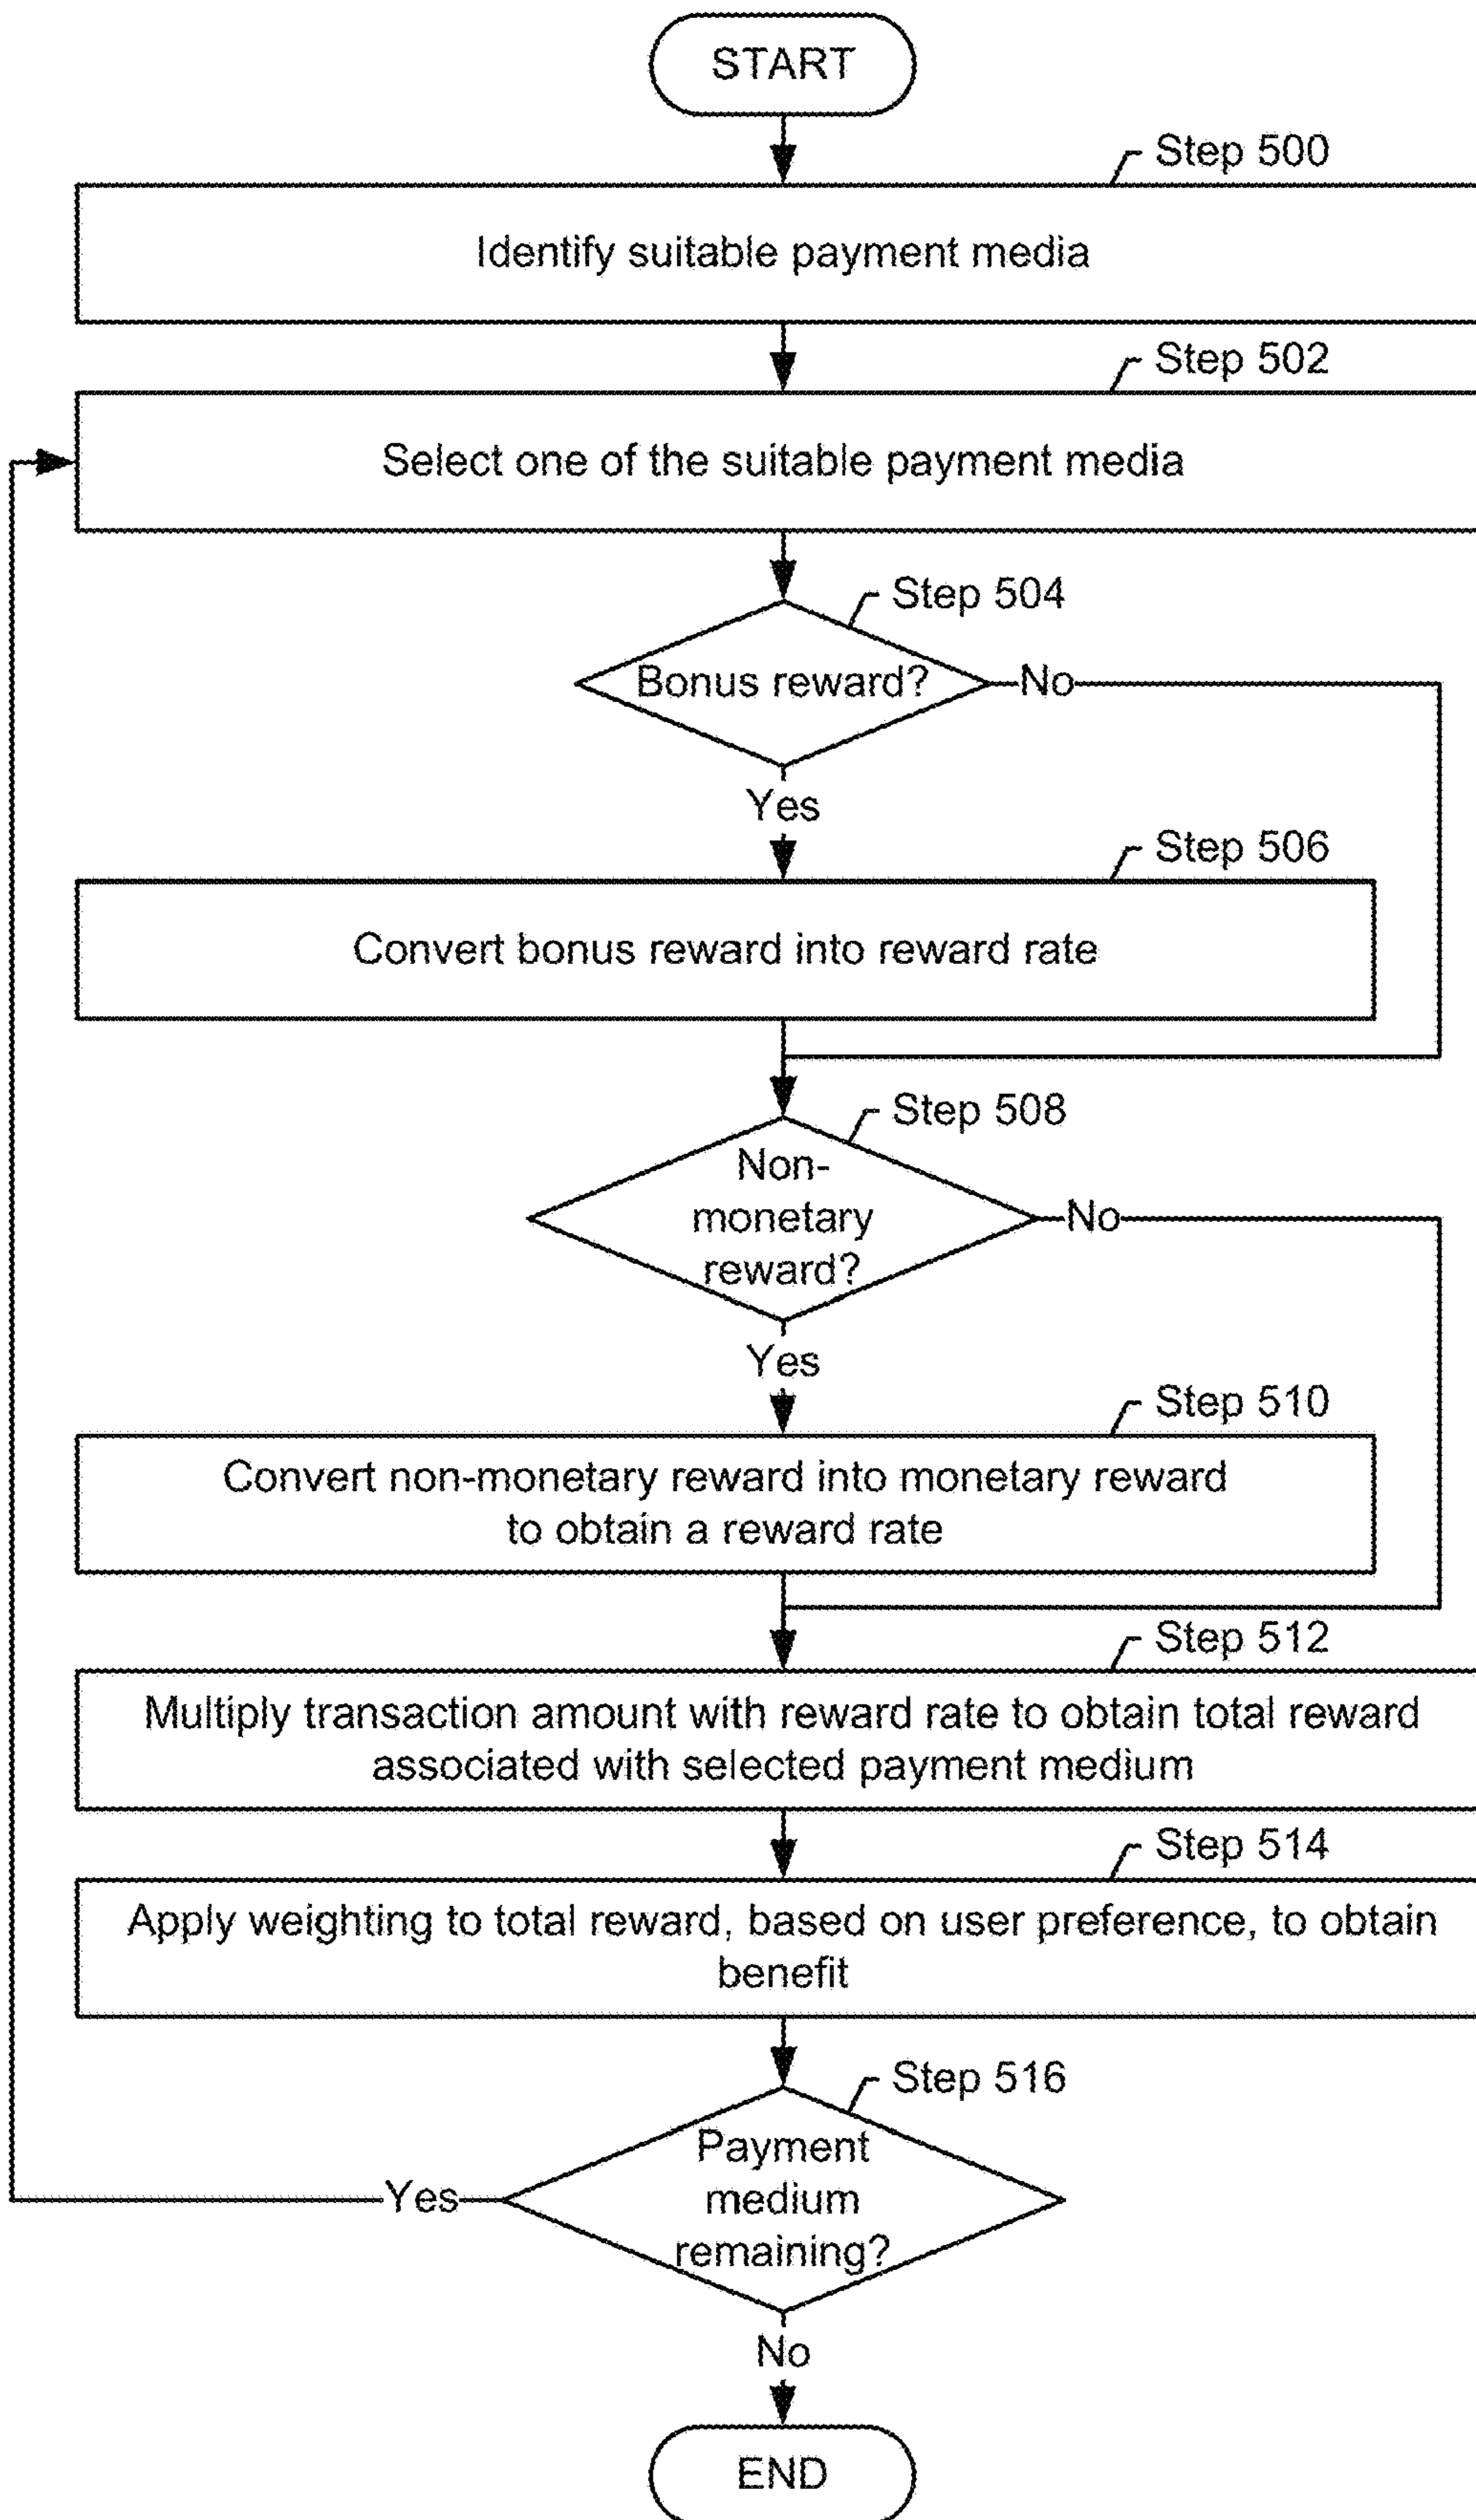 START
Step 500
Identify suitable payment media
Step 502
Select one of the suitable payment media
Step 504
Bonus reward?
No
Yes
Step 506
Convert bonus reward into reward rate
Step 508
Non-
monetary
reward?
No
Yes
Step 510
Convert non-monetary reward into monetary reward
to obtain a reward rate
Step 512
Multiply transaction amount with reward rate to obtain total reward
associated with selected payment medium
Step 514
Apply weighting to total reward, based on user preference, to obtain
benefit
Step 516
Payment
medium
remaining?
Yes
No
END